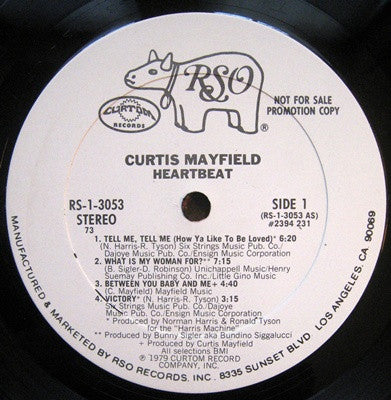 RSO
CURTOM
RECORDS
®
NOT FOR SALE
PROMOTION COPY
CURTIS MAYFIELD
HEARTBEAT
RS-1-3053
STEREO
73
SIDE 1
(RS-1-3053 AS)
#2394 231
1. TELL ME, TELL ME (How Ya Like To Be Loved)* 6:20
(N. Harris-R. Tyson) Six Strings Music Pub. Co./
Dajoye Music Pub. Co./Ensign Music Corporation
2. WHAT IS MY WOMAN FOR?** 7:15
(B. Sigler-D. Robinson) Unichappell Music/Henry
Suemay Publishing Co. Inc./Little Gino Music
3. BETWEEN YOU BABY AND ME+ 4:40
(C. Mayfield) Mayfield Music
4. VICTORY* (N. Harris-R. Tyson) 3:15
Six Strings Music Pub. Co./Dajoye
Music Pub. Co./Ensign Music Corporation
* Produced by Norman Harris & Ronald Tyson
for the "Harris Machine"
** Produced by Bunny Sigler aka Bundino Siggalucci
+ Produced by Curtis Mayfield
All selections BMI
℗ 1979 CURTOM RECORD
COMPANY, INC.
MANUFACTURED & MARKETED BY RSO RECORDS, INC. 8335 SUNSET BLVD LOS ANGELES, CA 90069